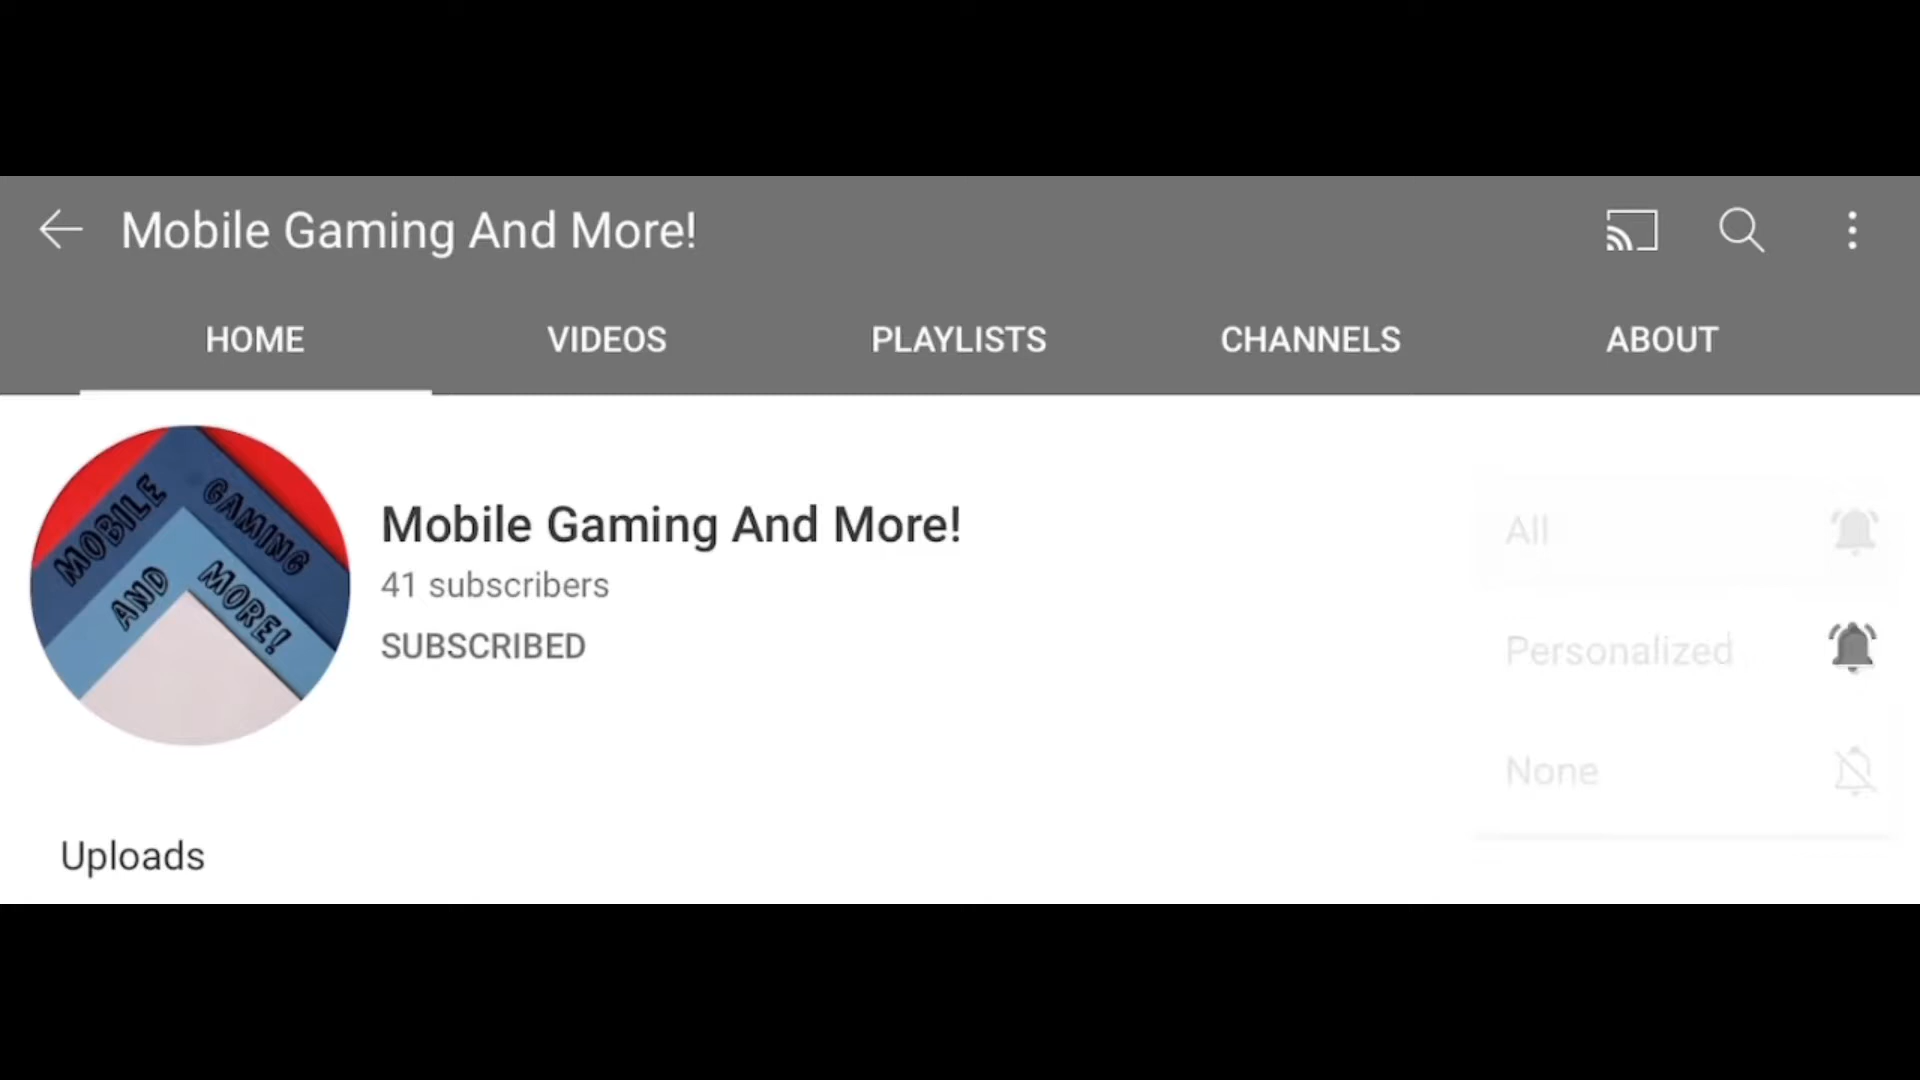 Mobile Gaming And More!
HOME VIDEOS PLAYLISTS CHANNELS ABOUT
MOBILE GAMING
AND MORE!
Mobile Gaming And More!
41 subscribers
SUBSCRIBED
All
Personalized
None
Uploads